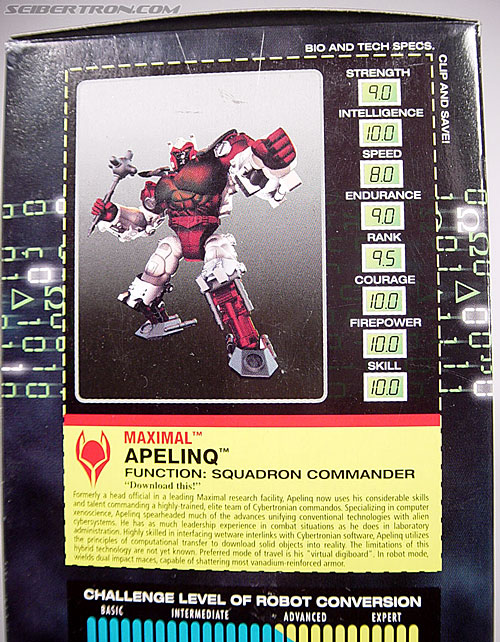 SEIBERTRON.COM
BIO AND TECH SPECS.
CLIP AND SAVE!
STRENGTH
9.0
INTELLIGENCE
10.0
SPEED
8.0
ENDURANCE
9.0
RANK
9.5
COURAGE
10.0
FIREPOWER
10.0
SKILL
10.0
MAXIMAL™
APELINQ™
FUNCTION: SQUADRON COMMANDER
"Download this!"
Formerly a head official in a leading Maximal research facility, Apelinq now uses his considerable skills
and talent commanding a highly-trained, elite team of Cybertronian commandos. Specializing in computer
xenoscience, Apelinq spearheaded much of the advances unifying conventional technologies with alien
cybersystems. He has as much leadership experience in combat situations as he does in laboratory
administration. Highly skilled in interfacing wetware interlinks with Cybertronian software, Apelinq utilizes
the principles of computational transfer to download solid objects into reality. The limitations of this
hybrid technology are not yet known. Preferred mode of travel is his "virtual digiboard". In robot mode,
wields dual impact maces, capable of shattering most vanadium-reinforced armor.
CHALLENGE LEVEL OF ROBOT CONVERSION
BASIC INTERMEDIATE ADVANCED EXPERT